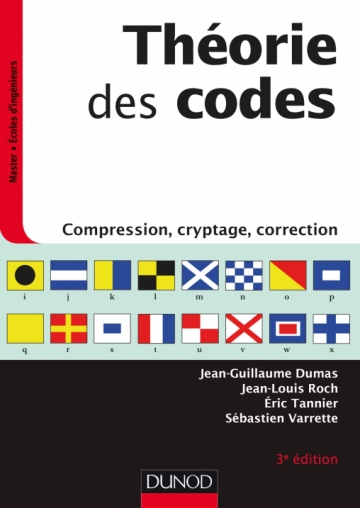 Théorie
des codes
Master • Écoles d'ingénieurs
Compression, cryptage, correction
i j k l m n o p
q r s t u v w x
Jean-Guillaume Dumas
Jean-Louis Roch
Éric Tannier
Sébastien Varrette
3e édition
DUNOD